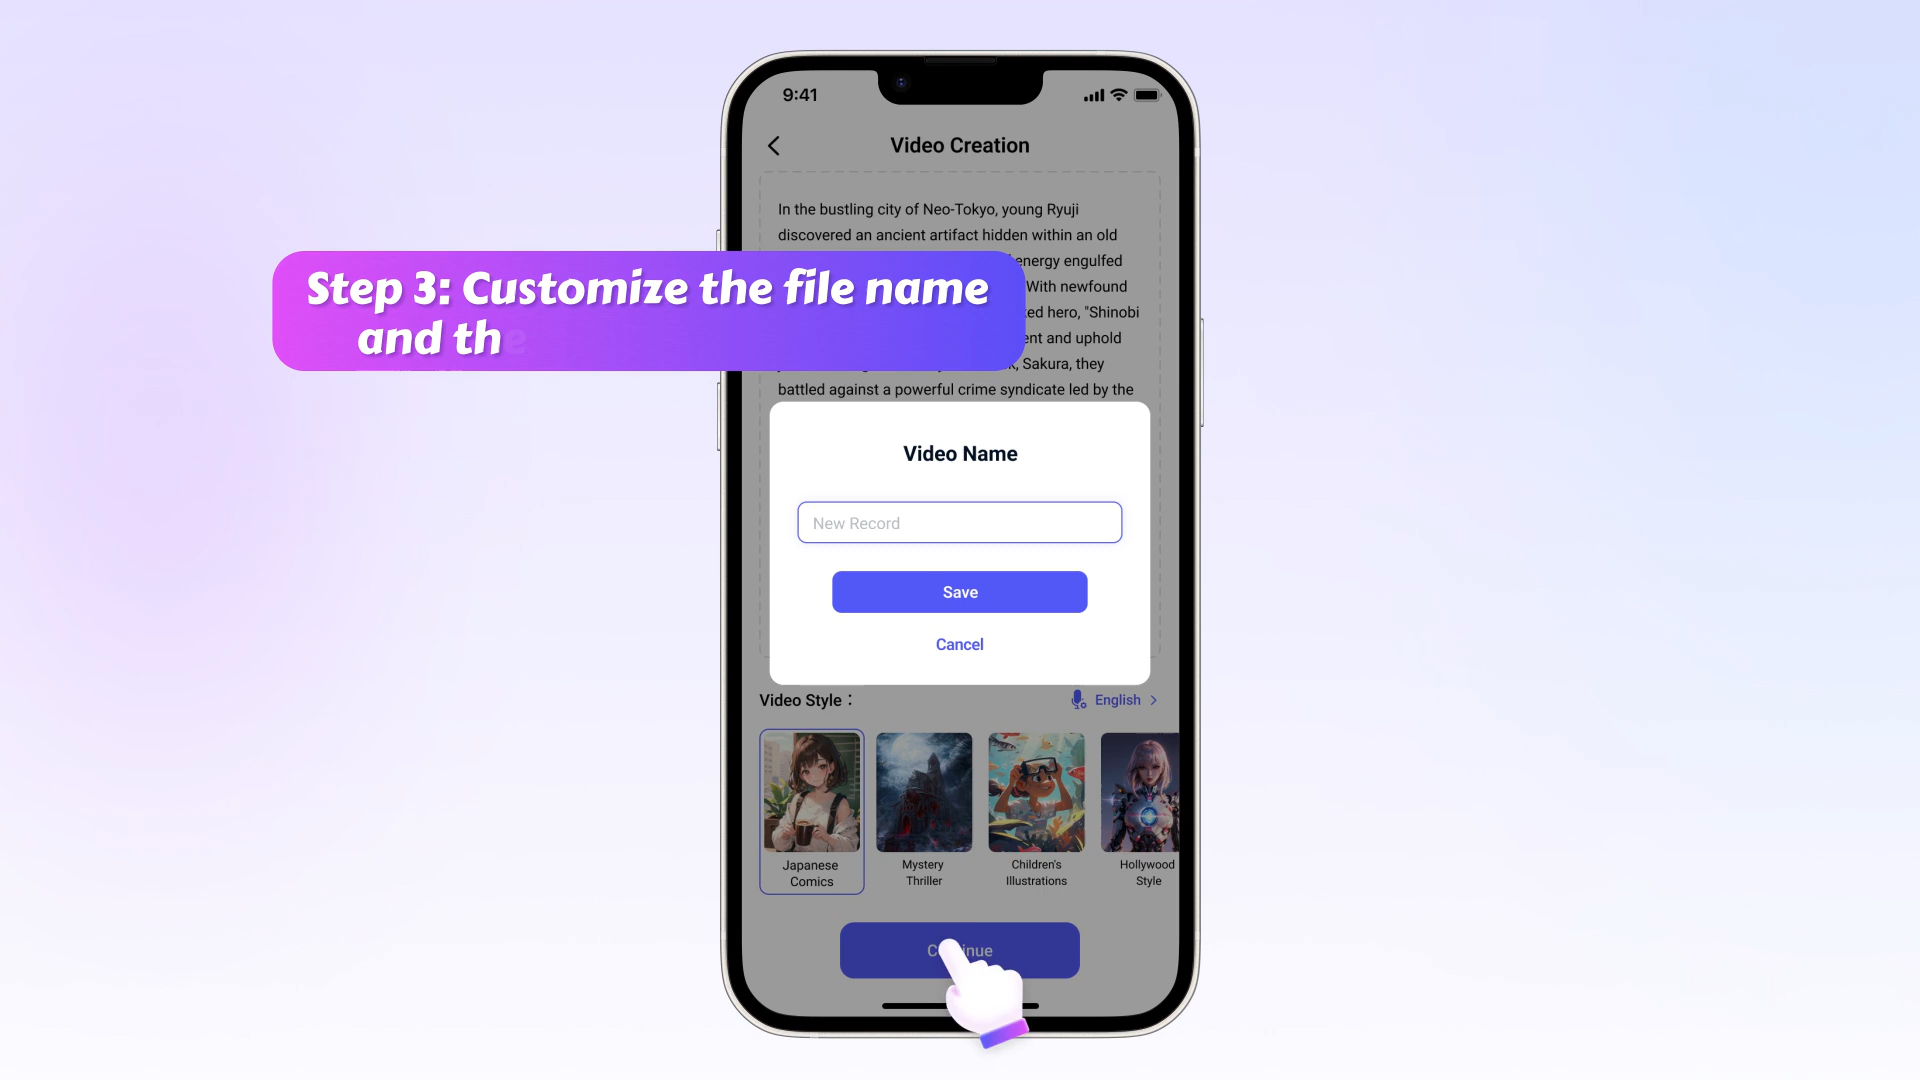 9:41
Video Creation
In the bustling city of Neo-Tokyo, young Ryuji
discovered an ancient artifact hidden within an old
energy engulfed
Step 3: Customize the file name
With newfound
hero, "Shinobi
and the
and uphold
Sakura, they
battled against a powerful crime syndicate led by the
Video Name
New Record
Save
Cancel
Video Style :
English
Japanese
Comics
Mystery
Thriller
Children's
Illustrations
Hollywood
Style